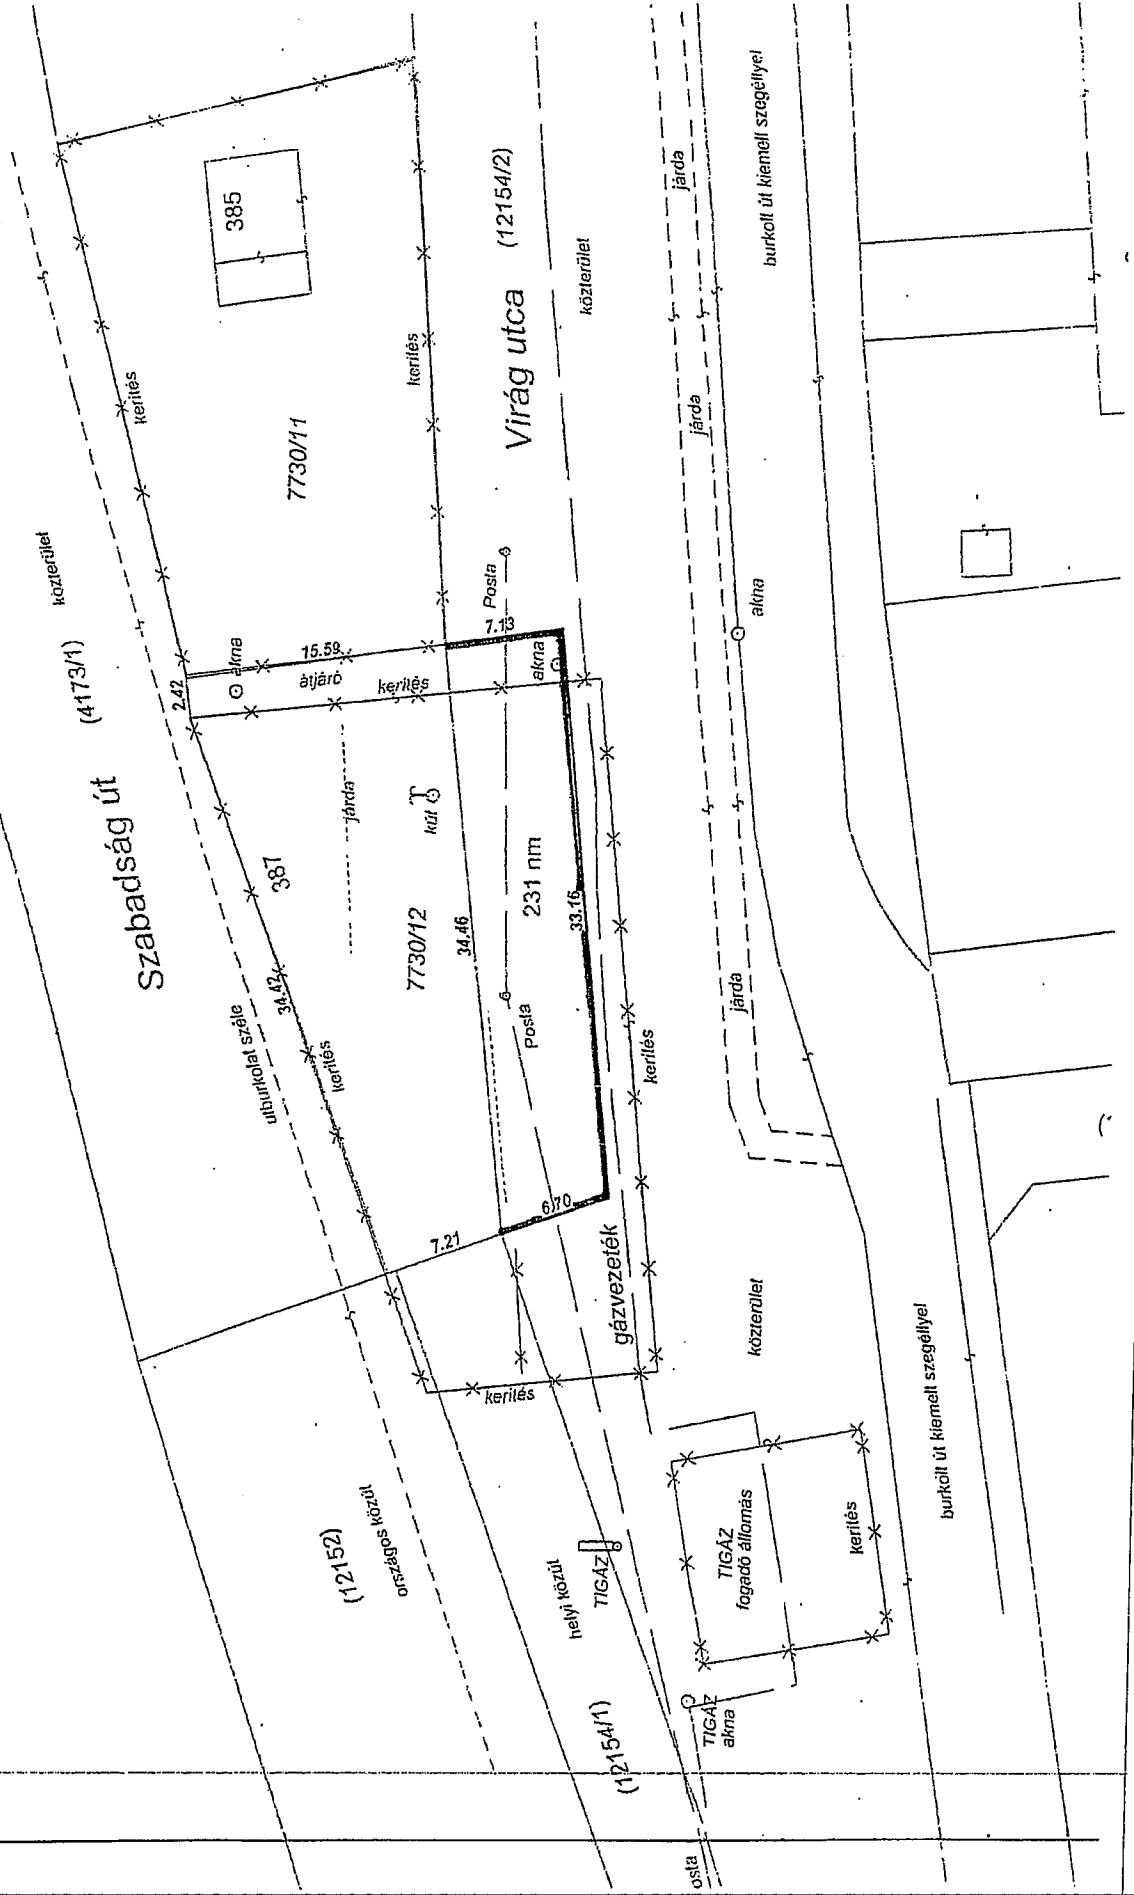 Szabadság út
(4173/1)
közterület
(12152)
országos közút
útburkolat széle
kerítés
34.42
387
2.42
akna
15.59
átjáró
kerítés
járda
kút
7730/12
34.46
7730/11
385
kerítés
kerítés
Virág utca
(12154/2)
közterület
Posta
7.13
akna
231 nm
33.16
Posta
6.70
7.21
kerítés
gázvezeték
kerítés
helyi közút
TIGÁZ
(12154/1)
TIGÁZ
fogadó állomás
kerítés
TIGÁZ
akna
osta
közterület
járda
járda
járda
akna
burkolt út kiemelt szegéllyel
burkolt út kiemelt szegéllyel